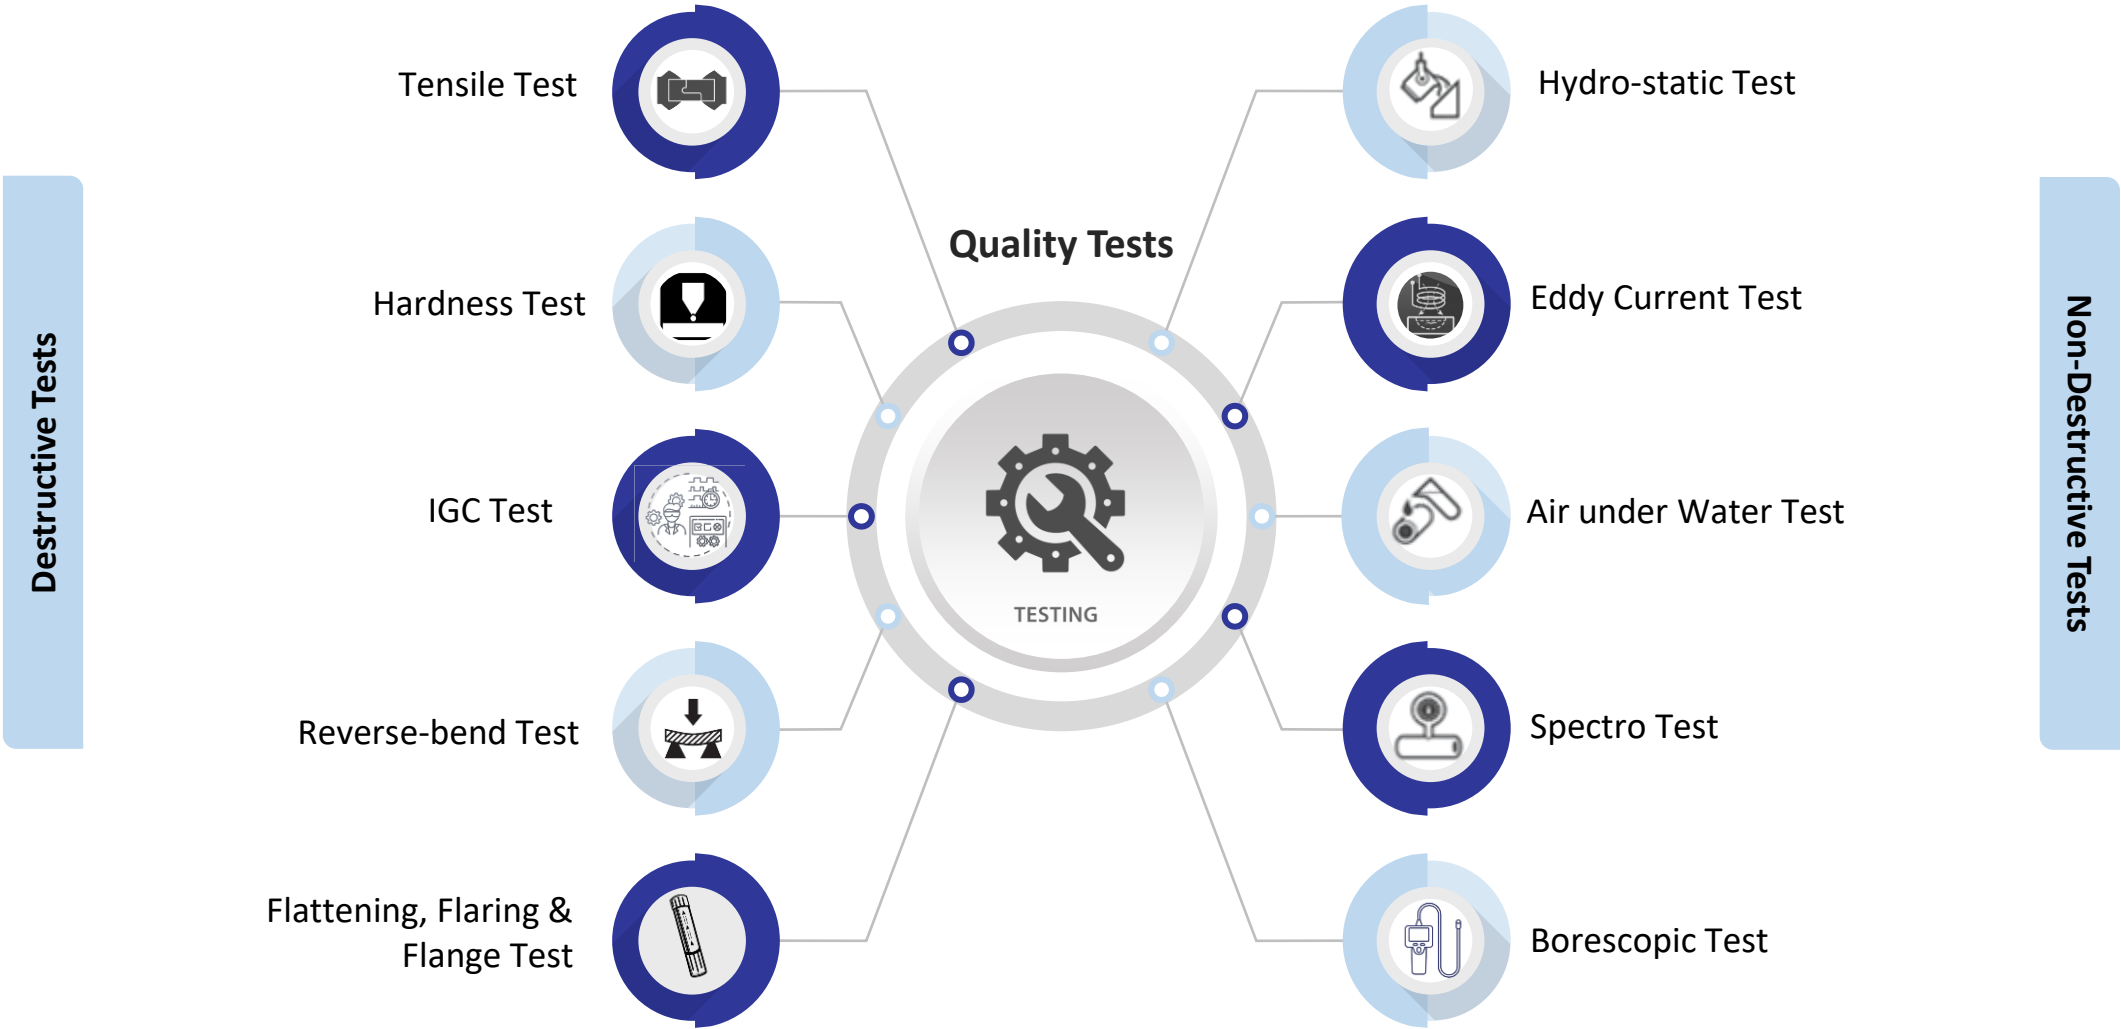 Quality Tests
TESTING
Destructive Tests
Tensile Test
Hardness Test
IGC Test
Reverse-bend Test
Flattening, Flaring &
Flange Test
Non-Destructive Tests
Hydro-static Test
Eddy Current Test
Air under Water Test
Spectro Test
Borescopic Test